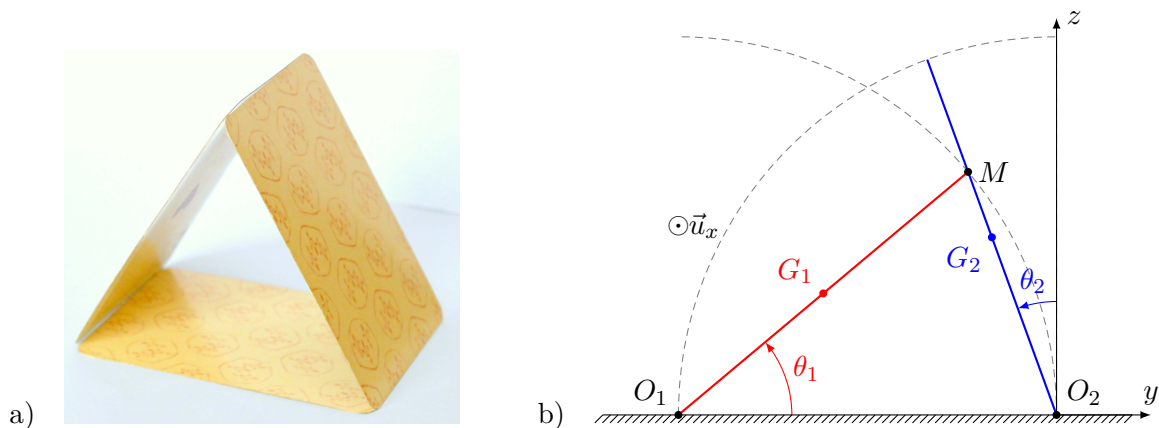 a)
b)
z
M
⊙u⃗ₓ
G₁
G₂
θ₂
θ₁
O₁
O₂
y